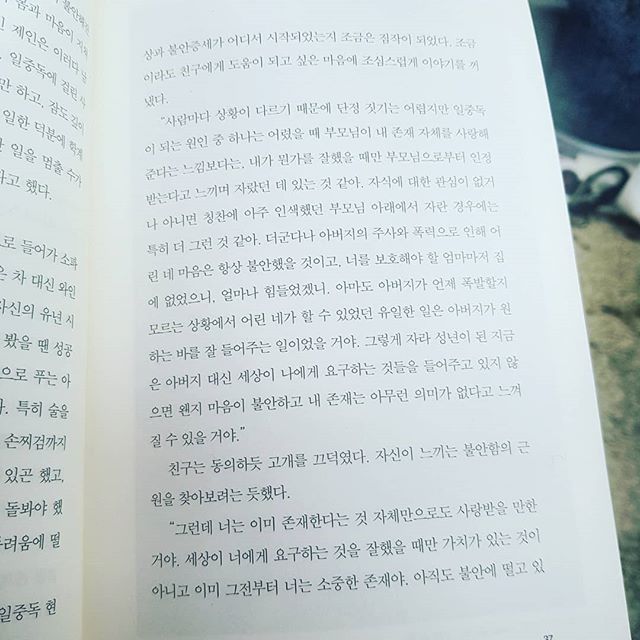 불안해진
몸과 마음이 지쳐
제인은 이러다
일중독에 걸린 사
만 하고, 잠도 깊이
일한 덕분에 학계
일을 멈출 수가
다고 했다.
로 들어가 소파
은 차 대신 와인
자신의 유년 시
봤을 땐 성공
으로 푸는 아
다. 특히 술을
손찌검까지
있곤 했고,
돌봐야 했
두려움에 떨
일중독 현
상과 불안증세가 어디서 시작되었는지 조금은 짐작이 되었다. 조금
이라도 친구에게 도움이 되고 싶은 마음에 조심스럽게 이야기를 꺼
냈다.
“사람마다 상황이 다르기 때문에 단정 짓기는 어렵지만 일중독
이 되는 원인 중 하나는 어렸을 때 부모님이 내 존재 자체를 사랑해
준다는 느낌보다는, 내가 뭔가를 잘했을 때만 부모님으로부터 인정
받는다고 느끼며 자랐던 데 있는 것 같아. 자식에 대한 관심이 없거
나 아니면 칭찬에 아주 인색했던 부모님 아래에서 자란 경우에는
특히 더 그런 것 같아. 더군다나 아버지의 주사와 폭력으로 인해 어
린 네 마음은 항상 불안했을 것이고, 너를 보호해야 할 엄마마저 집
에 없었으니, 얼마나 힘들었겠니. 아마도 아버지가 언제 폭발할지
모르는 상황에서 어린 네가 할 수 있었던 유일한 일은 아버지가 원
하는 바를 잘 들어주는 일이었을 거야. 그렇게 자라 성년이 된 지금
은 아버지 대신 세상이 나에게 요구하는 것들을 들어주고 있지 않
으면 왠지 마음이 불안하고 내 존재는 아무런 의미가 없다고 느껴
질 수 있을 거야.”
친구는 동의하듯 고개를 끄덕였다. 자신이 느끼는 불안함의 근
원을 찾아보려는 듯했다.
“그런데 너는 이미 존재한다는 것 자체만으로도 사랑받을 만한
거야. 세상이 너에게 요구하는 것을 잘했을 때만 가치가 있는 것이
아니고 이미 그전부터 너는 소중한 존재야. 아직도 불안에 떨고 있
37